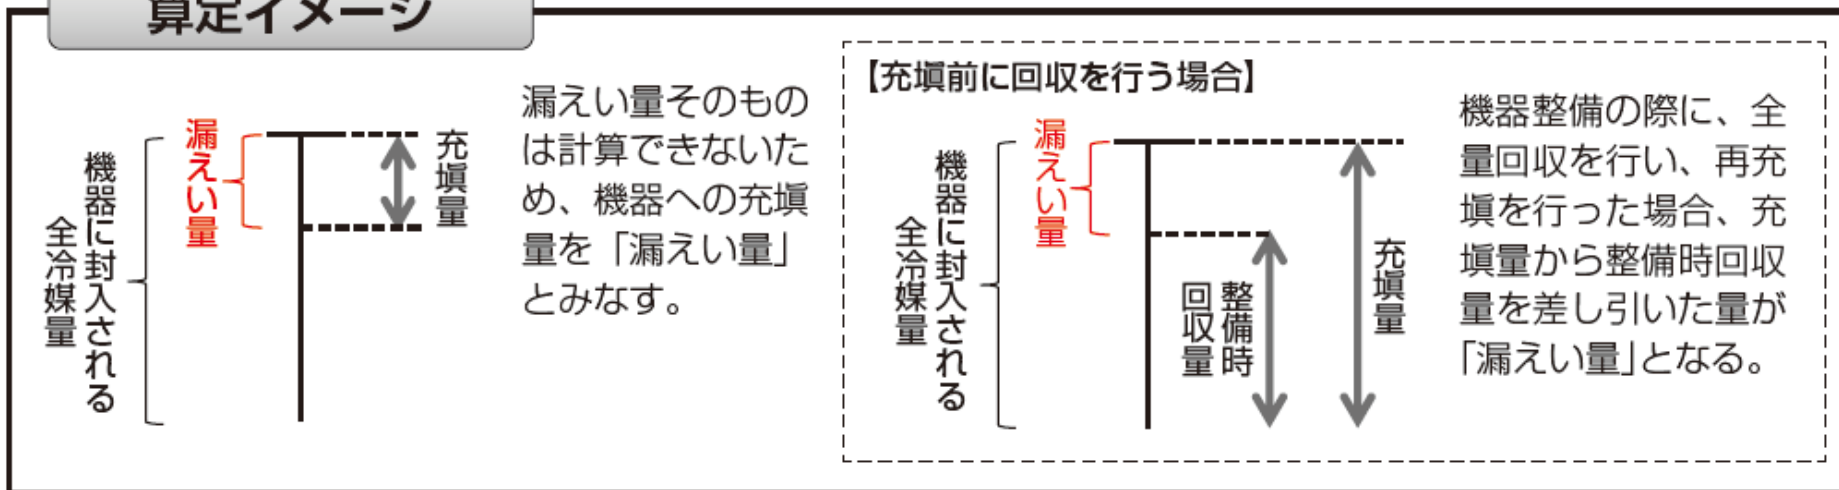 算定イメージ
機器に封入される
全冷媒量
漏えい量
充塡量
漏えい量そのもの
は計算できないた
め、機器への充塡
量を「漏えい量」
とみなす。
【充塡前に回収を行う場合】
機器に封入される
全冷媒量
漏えい量
整備時
回収量
充塡量
機器整備の際に、全
量回収を行い、再充
塡を行った場合、充
塡量から整備時回収
量を差し引いた量が
「漏えい量」となる。